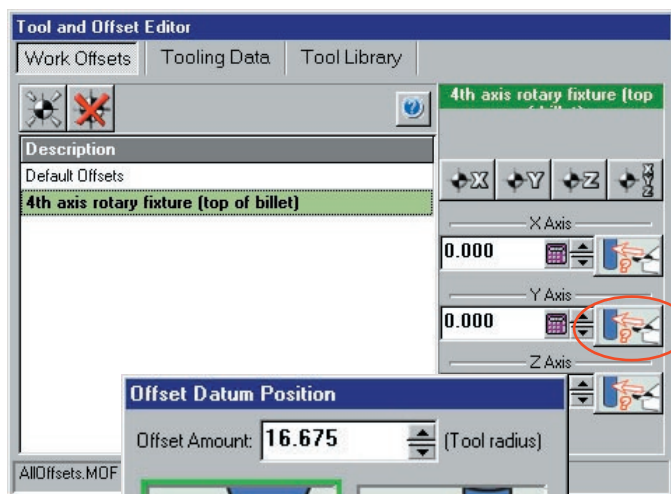 Tool and Offset Editor
Work Offsets
Tooling Data
Tool Library
4th axis rotary fixture (top
Description
Default Offsets
4th axis rotary fixture (top of billet)
X
Y
Z
XYZ
X Axis
0.000
Y Axis
0.000
Z Axis
Offset Datum Position
Offset Amount: 16.675 (Tool radius)
AllOffsets.MOF